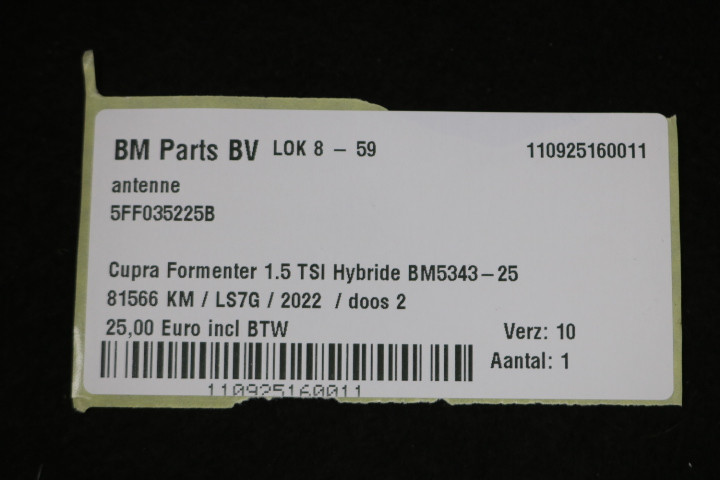 BM Parts BV LOK 8 - 59 110925160011
antenne
5FF035225B
Cupra Formenter 1.5 TSI Hybride BM5343-25
81566 KM / LS7G / 2022 / doos 2
25,00 Euro incl BTW Verz: 10
Aantal: 1
110925160011